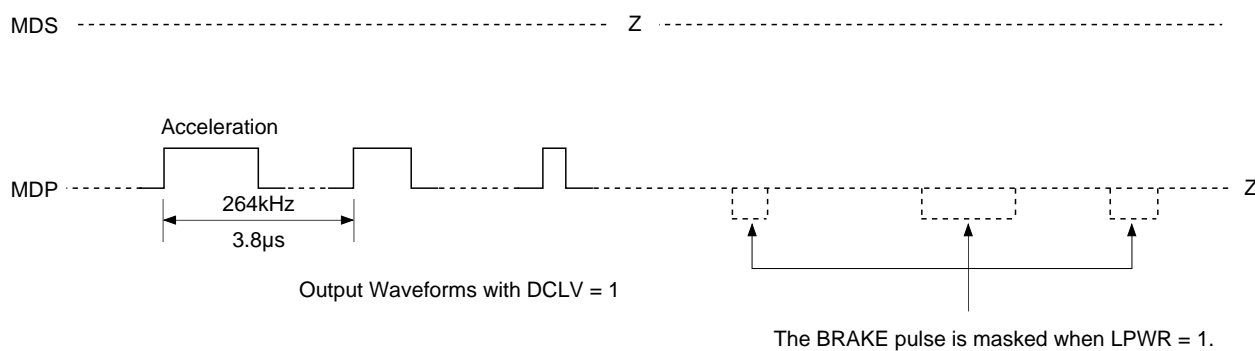 MDS Z
Acceleration
MDP Z
264kHz
3.8µs
Output Waveforms with DCLV = 1
The BRAKE pulse is masked when LPWR = 1.